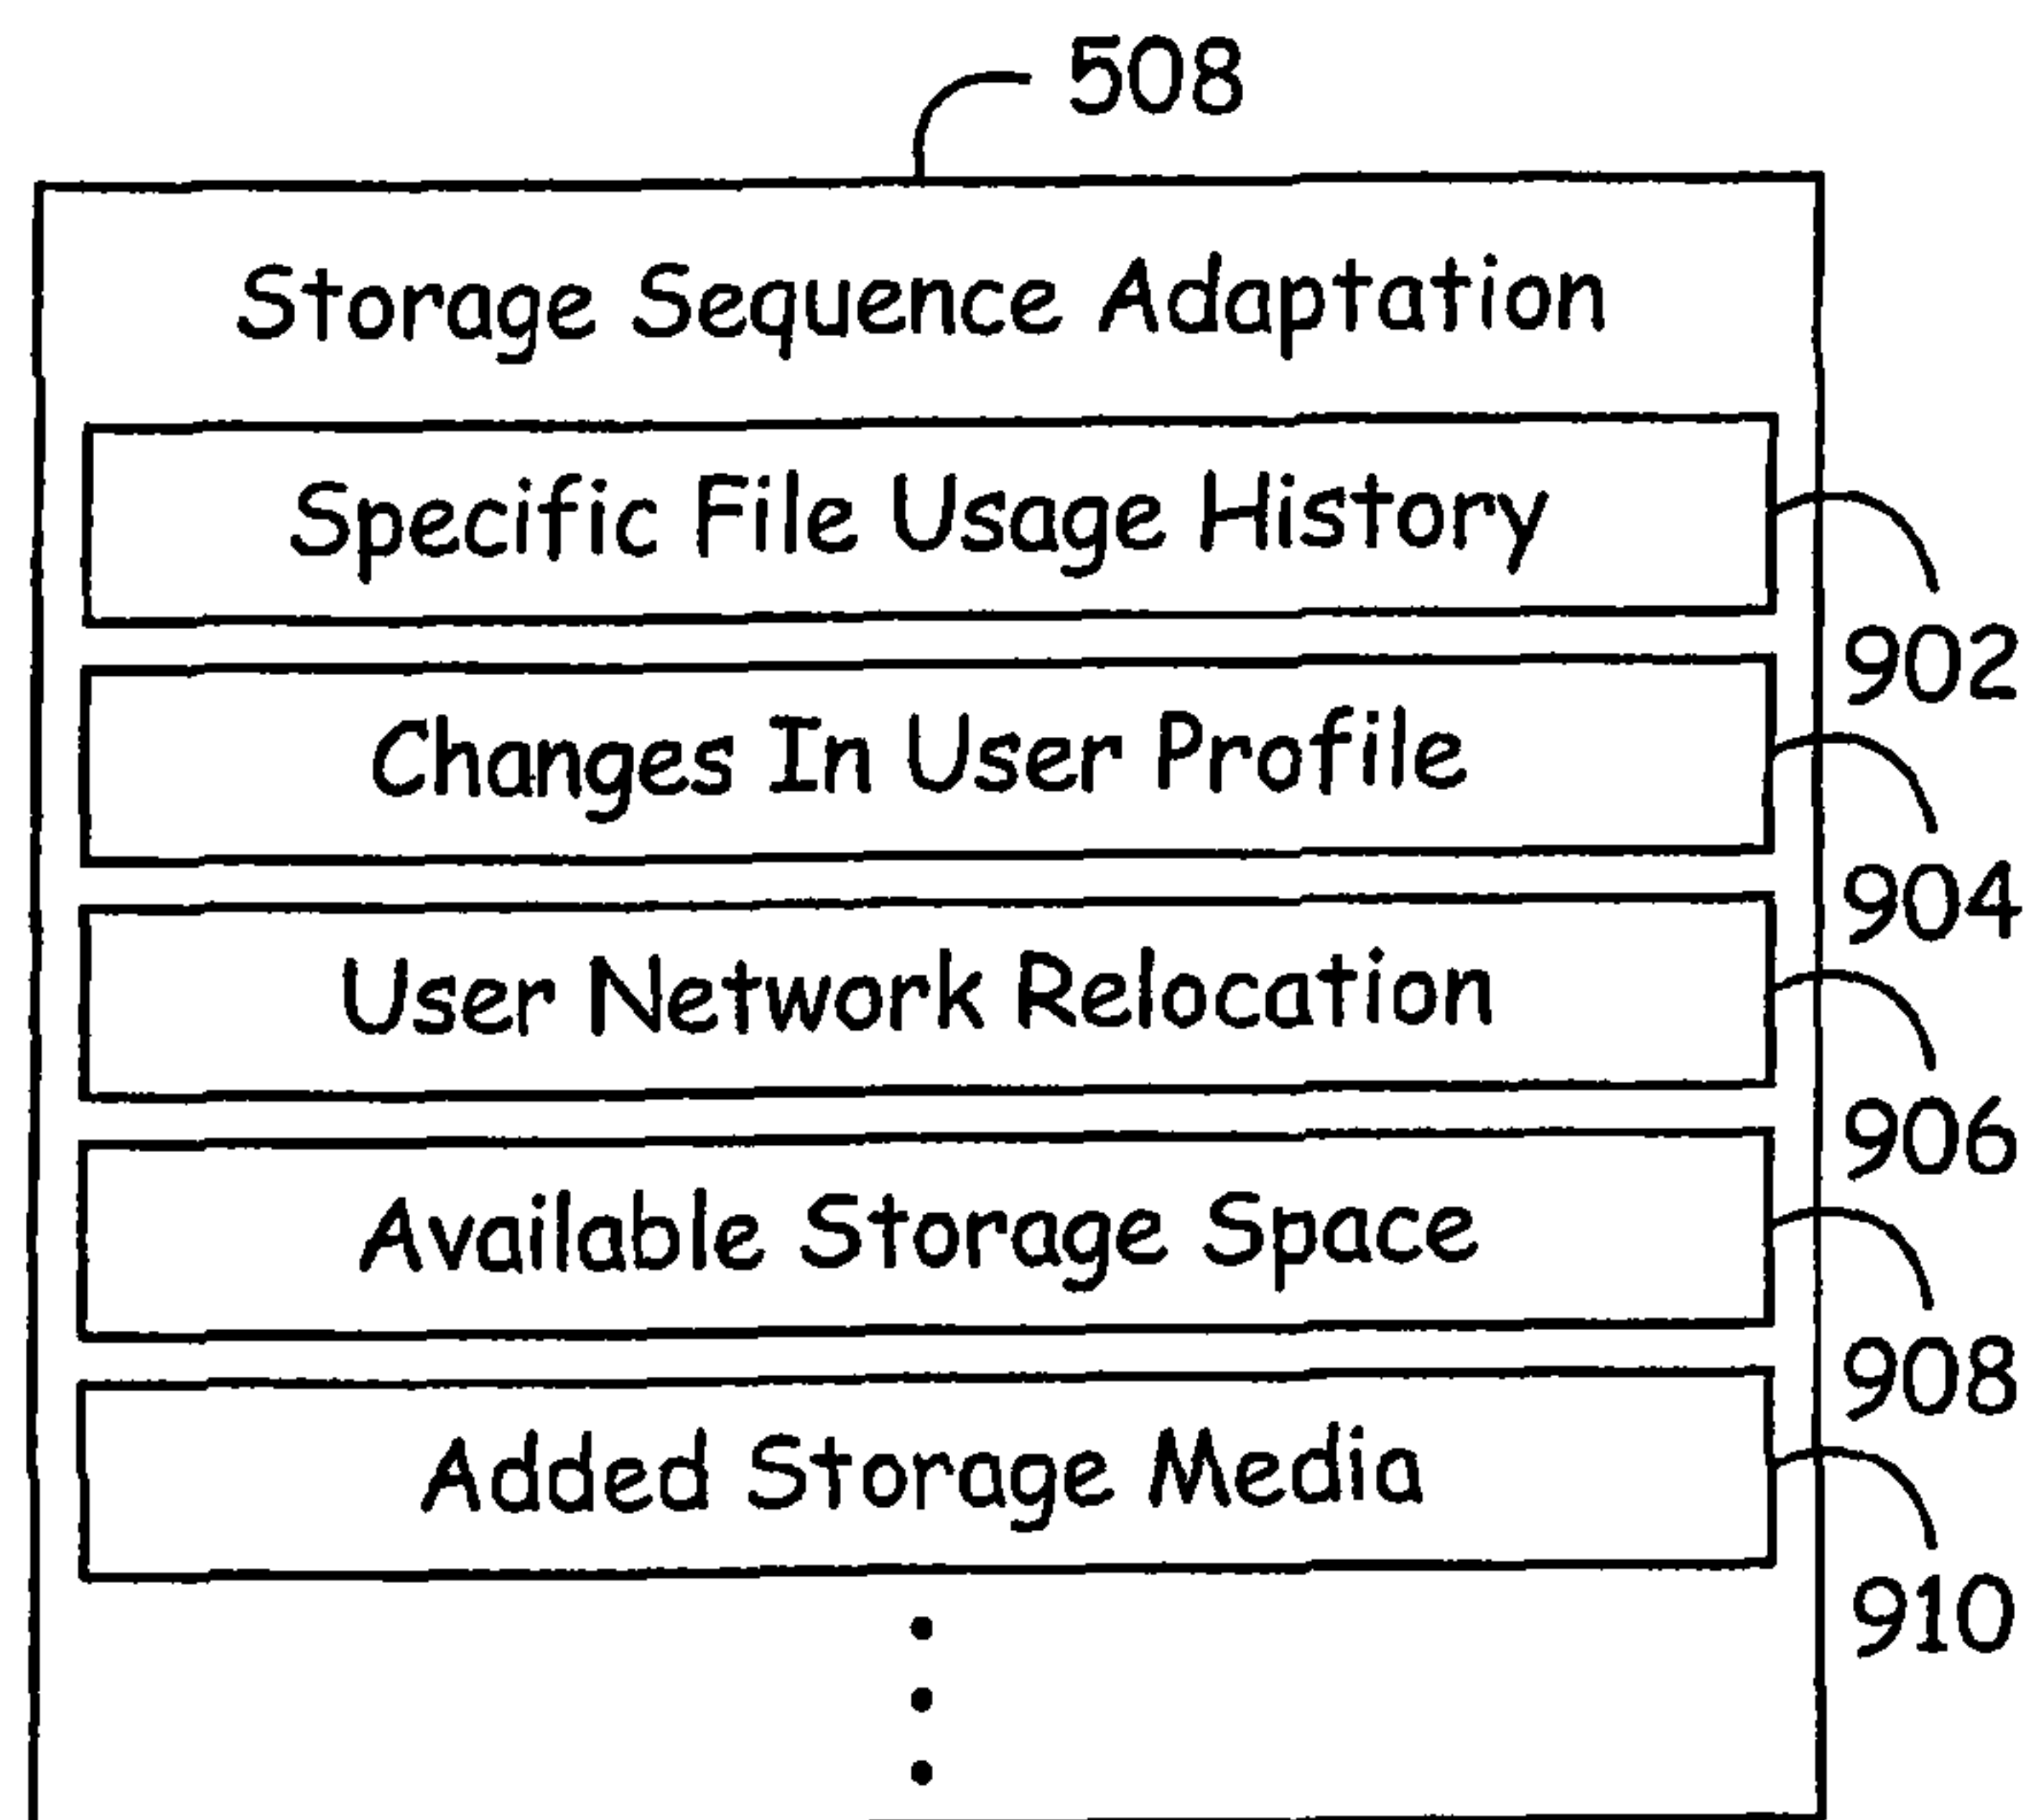 508
Storage Sequence Adaptation
Specific File Usage History
902
Changes In User Profile
904
User Network Relocation
906
Available Storage Space
908
Added Storage Media
910